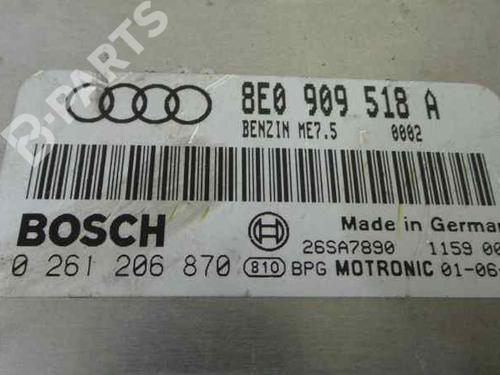 B-PARTS
8E0 909 518 A
BENZIN ME7.5 0002
BOSCH
Made in German
26SA7890 1159 00
0 261 206 870 810 BPG MOTRONIC 01-06